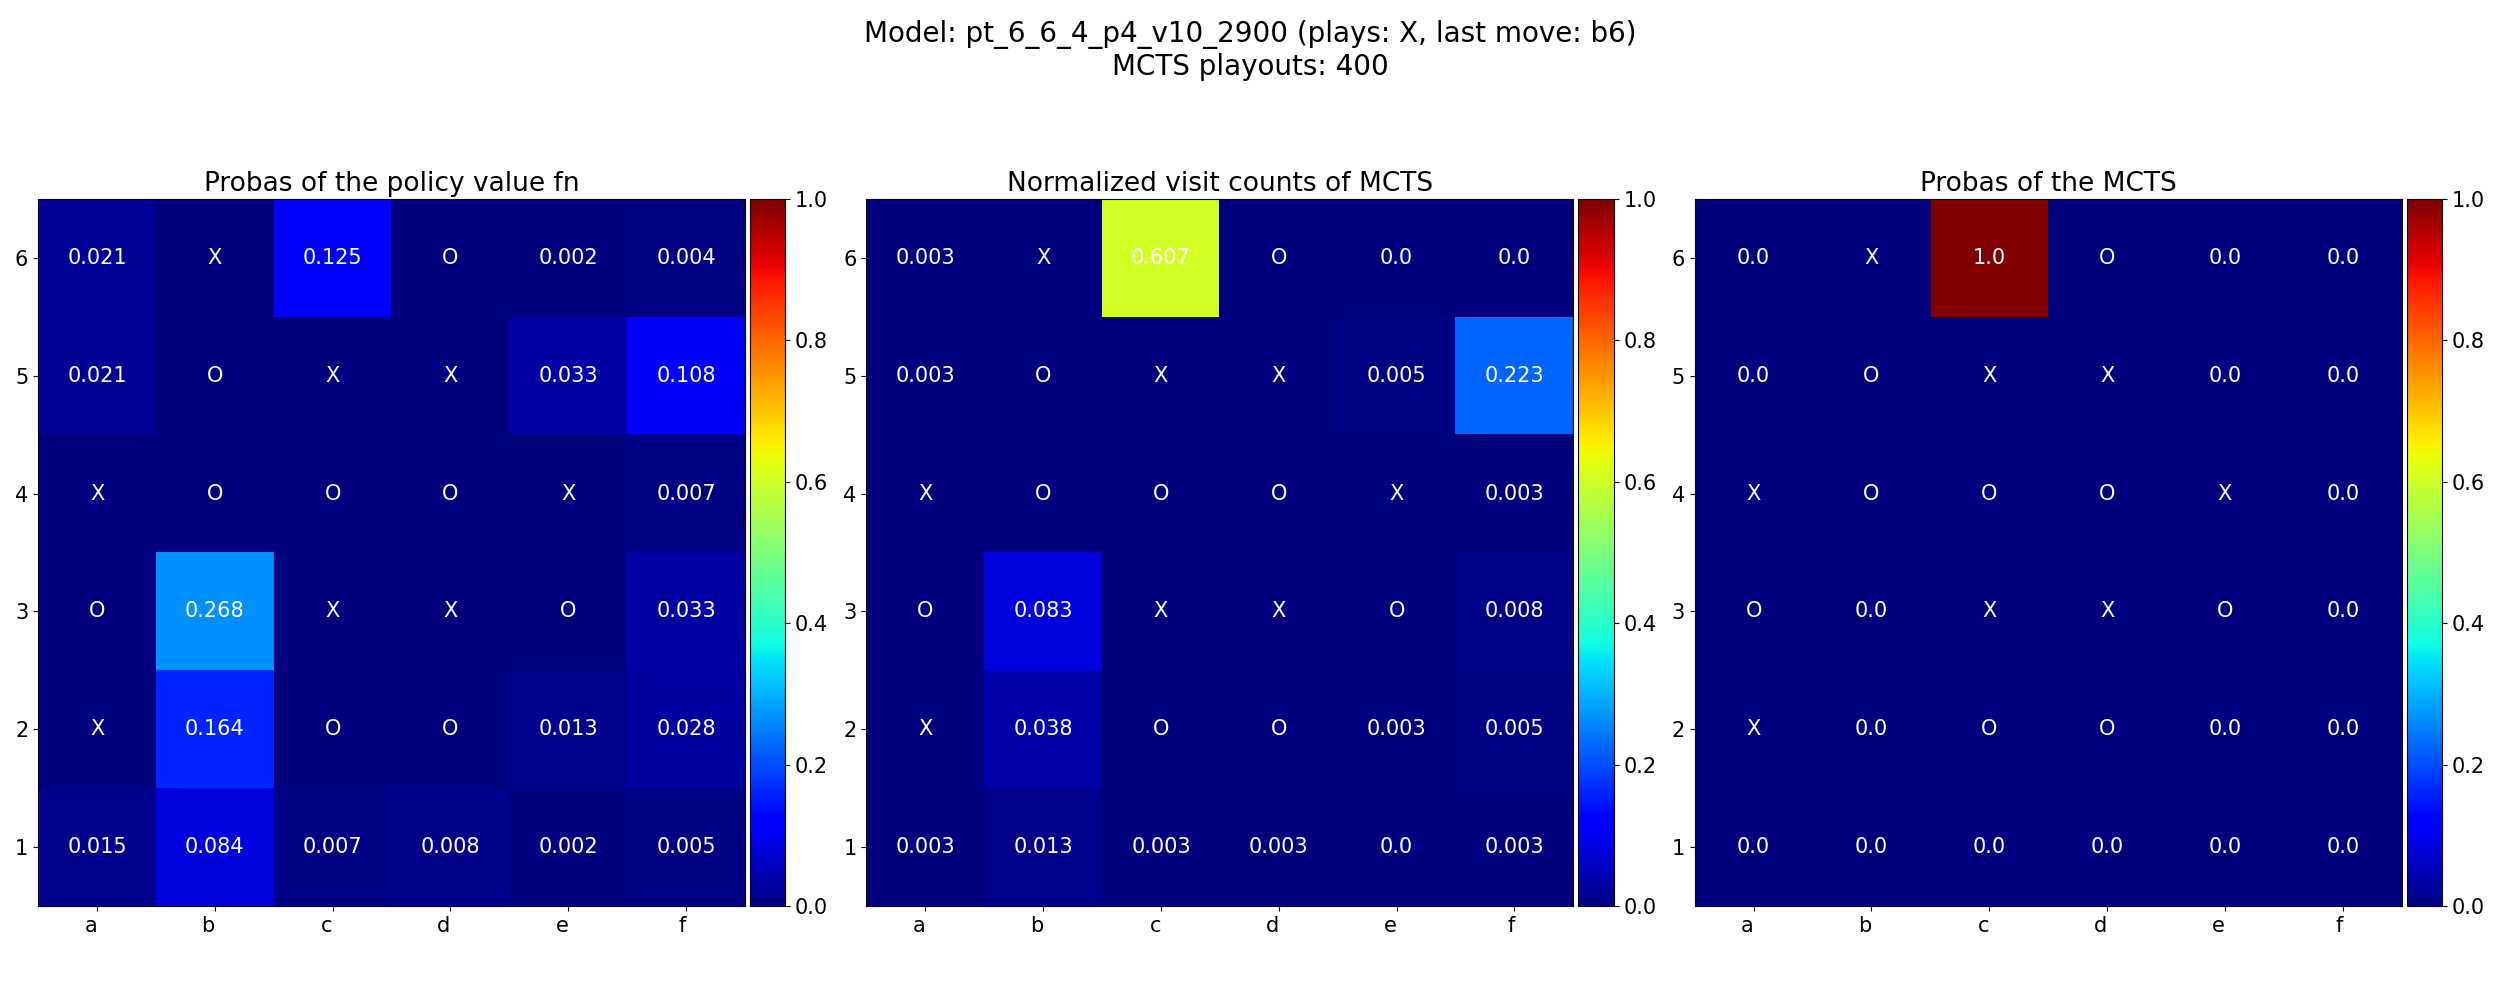 Model: pt_6_6_4_p4_v10_2900 (plays: X, last move: b6)
MCTS playouts: 400
Probas of the policy value fn
6 0.021 X 0.125 O 0.002 0.004
5 0.021 O X X 0.033 0.108
4 X O O O X 0.007
3 O 0.268 X X O 0.033
2 X 0.164 O O 0.013 0.028
1 0.015 0.084 0.007 0.008 0.002 0.005
a b c d e f
1.0
0.8
0.6
0.4
0.2
0.0
Normalized visit counts of MCTS
6 0.003 X 0.607 O 0.0 0.0
5 0.003 O X X 0.005 0.223
4 X O O O X 0.003
3 O 0.083 X X O 0.008
2 X 0.038 O O 0.003 0.005
1 0.003 0.013 0.003 0.003 0.0 0.003
a b c d e f
1.0
0.8
0.6
0.4
0.2
0.0
Probas of the MCTS
6 0.0 X 1.0 O 0.0 0.0
5 0.0 O X X 0.0 0.0
4 X O O O X 0.0
3 O 0.0 X X O 0.0
2 X 0.0 O O 0.0 0.0
1 0.0 0.0 0.0 0.0 0.0 0.0
a b c d e f
1.0
0.8
0.6
0.4
0.2
0.0